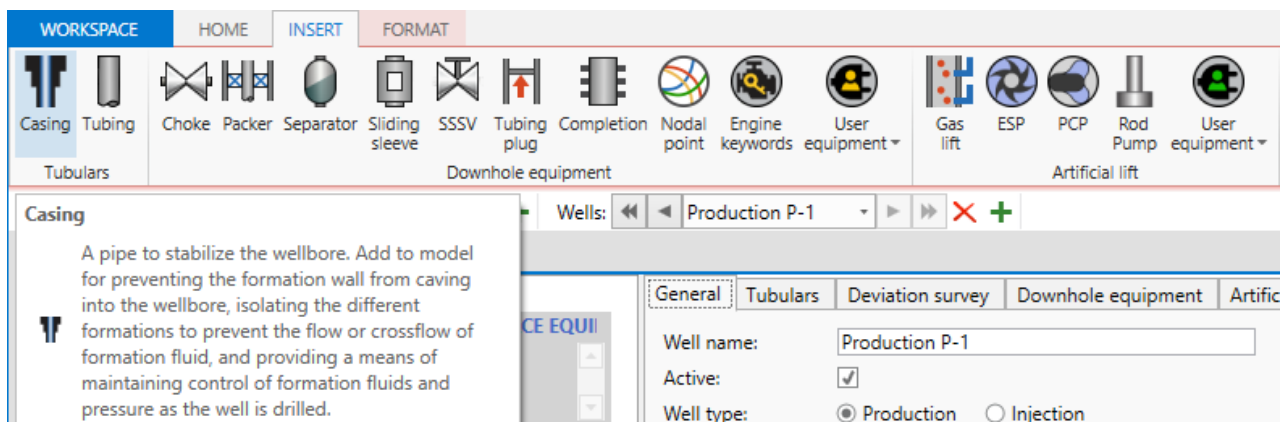 WORKSPACE HOME INSERT FORMAT
Casing Tubing Choke Packer Separator Sliding sleeve SSSV Tubing plug Completion Nodal point Engine keywords User equipment Gas lift ESP PCP Rod Pump User equipment
Tubulars Downhole equipment Artificial lift
Wells: Production P-1
Casing
A pipe to stabilize the wellbore. Add to model
for preventing the formation wall from caving
into the wellbore, isolating the different
formations to prevent the flow or crossflow of
formation fluid, and providing a means of
maintaining control of formation fluids and
pressure as the well is drilled.
CE EQUI
General Tubulars Deviation survey Downhole equipment Artific
Well name: Production P-1
Active:
Well type: Production Injection